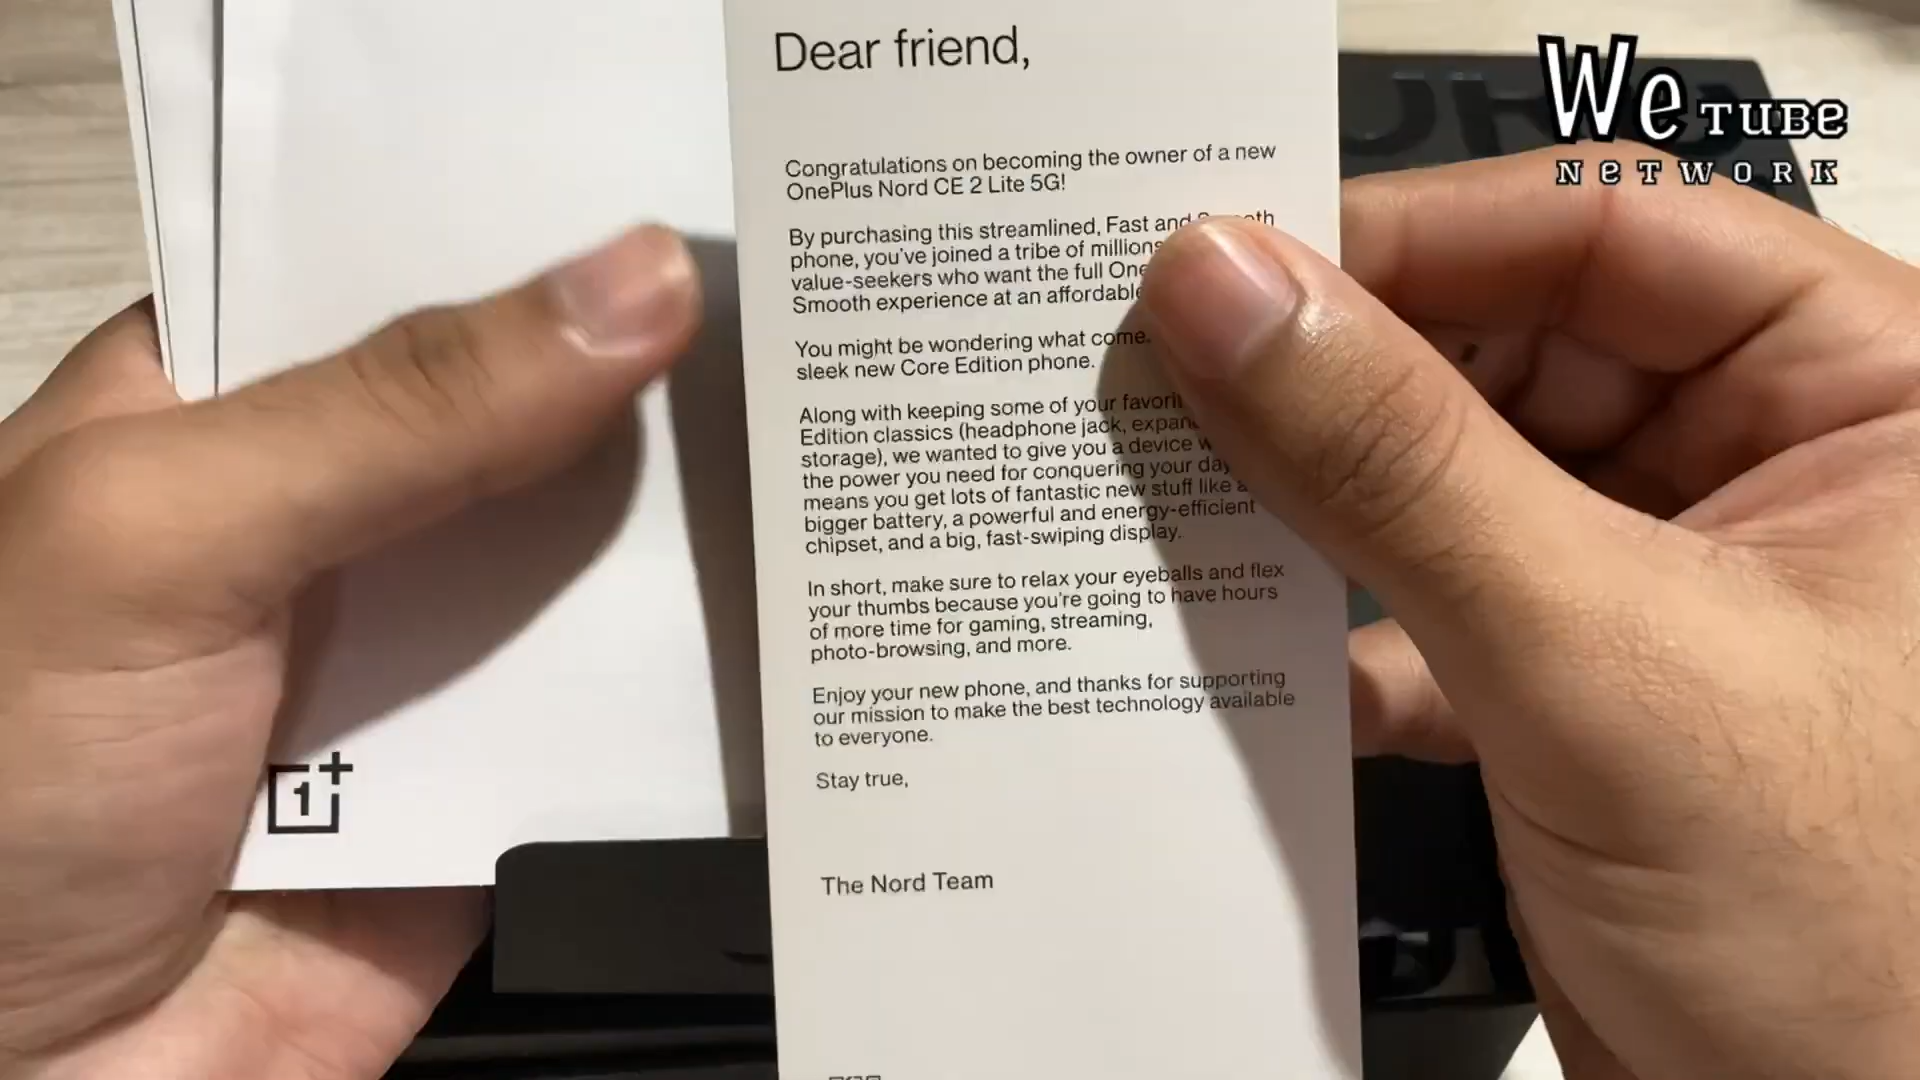 Dear friend,
Congratulations on becoming the owner of a new
OnePlus Nord CE 2 Lite 5G!
By purchasing this streamlined, Fast and
phone, you've joined a tribe of millions
value-seekers who want the full
Smooth experience at an affordable
You might be wondering what
sleek new Core Edition phone.
Along with keeping some of your
Edition classics (headphone jack,
storage), we wanted to give you a device
the power you need for conquering your day
means you get lots of fantastic new stuff like a
bigger battery, a powerful and energy-efficient
chipset, and a big, fast-swiping display.
In short, make sure to relax your eyeballs and flex
your thumbs because you're going to have hours
of more time for gaming, streaming,
photo-browsing, and more.
Enjoy your new phone, and thanks for supporting
our mission to make the best technology available
to everyone.
Stay true,
The Nord Team
1+
We TUBe
NeTWORK